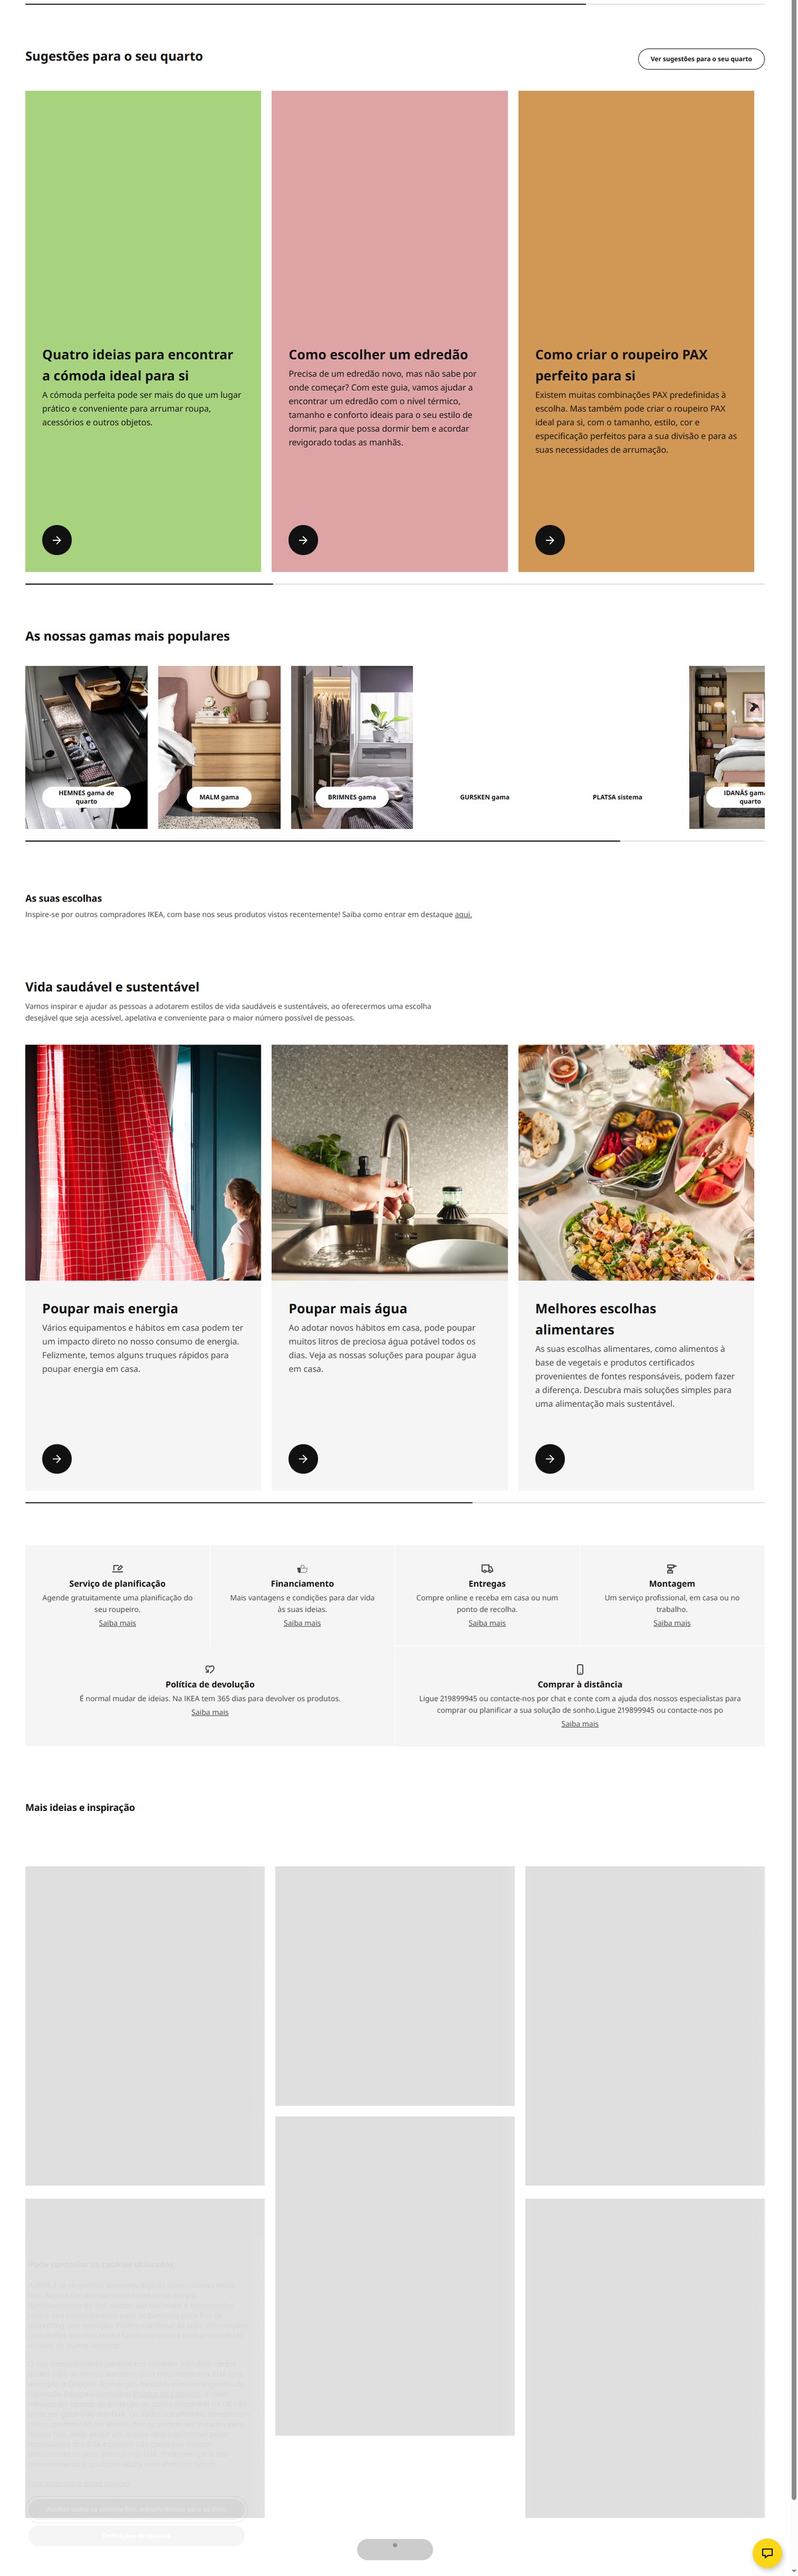 Sugestões para o seu quarto
Ver sugestões para o seu quarto
Quatro ideias para encontrar
a cómoda ideal para si
A cómoda perfeita pode ser mais do que um lugar
prático e conveniente para arrumar roupa,
acessórios e outros objetos.
Como escolher um edredão
Precisa de um edredão novo, mas não sabe por
onde começar? Com este guia, vamos ajudar a
encontrar um edredão com o nível térmico,
tamanho e conforto ideais para o seu estilo de
dormir, para que possa dormir bem e acordar
revigorado todas as manhãs.
Como criar o roupeiro PAX
perfeito para si
Existem muitas combinações PAX predefinidas à
escolha. Mas também pode criar o roupeiro PAX
ideal para si, com o tamanho, estilo, cor e
especificação perfeitos para a sua divisão e para as
suas necessidades de arrumação.
As nossas gamas mais populares
HEMNES gama de
quarto
MALM gama
BRIMNES gama
GURSKEN gama
PLATSA sistema
IDANÄS gam
quarto
As suas escolhas
Inspire-se por outros compradores IKEA, com base nos seus produtos vistos recentemente! Saiba como entrar em destaque aqui.
Vida saudável e sustentável
Vamos inspirar e ajudar as pessoas a adotarem estilos de vida saudáveis e sustentáveis, ao oferecermos uma escolha
desejável que seja acessível, apelativa e conveniente para o maior número possível de pessoas.
Poupar mais energia
Vários equipamentos e hábitos em casa podem ter
um impacto direto no nosso consumo de energia.
Felizmente, temos alguns truques rápidos para
poupar energia em casa.
Poupar mais água
Ao adotar novos hábitos em casa, pode poupar
muitos litros de preciosa água potável todos os
dias. Veja as nossas soluções para poupar água
em casa.
Melhores escolhas
alimentares
As suas escolhas alimentares, como alimentos à
base de vegetais e produtos certificados
provenientes de fontes responsáveis, podem fazer
a diferença. Descubra mais soluções simples para
uma alimentação mais sustentável.
Serviço de planificação
Agende gratuitamente uma planificação do
seu roupeiro.
Saiba mais
Financiamento
Mais vantagens e condições para dar vida
às suas ideias.
Saiba mais
Entregas
Compre online e receba em casa ou num
ponto de recolha.
Saiba mais
Montagem
Um serviço profissional, em casa ou no
trabalho.
Saiba mais
Política de devolução
É normal mudar de ideias. Na IKEA tem 365 dias para devolver os produtos.
Saiba mais
Comprar à distância
Ligue 219899945 ou contacte-nos por chat e conte com a ajuda dos nossos especialistas para
comprar ou planificar a sua solução de sonho.Ligue 219899945 ou contacte-nos po
Saiba mais
Mais ideias e inspiração